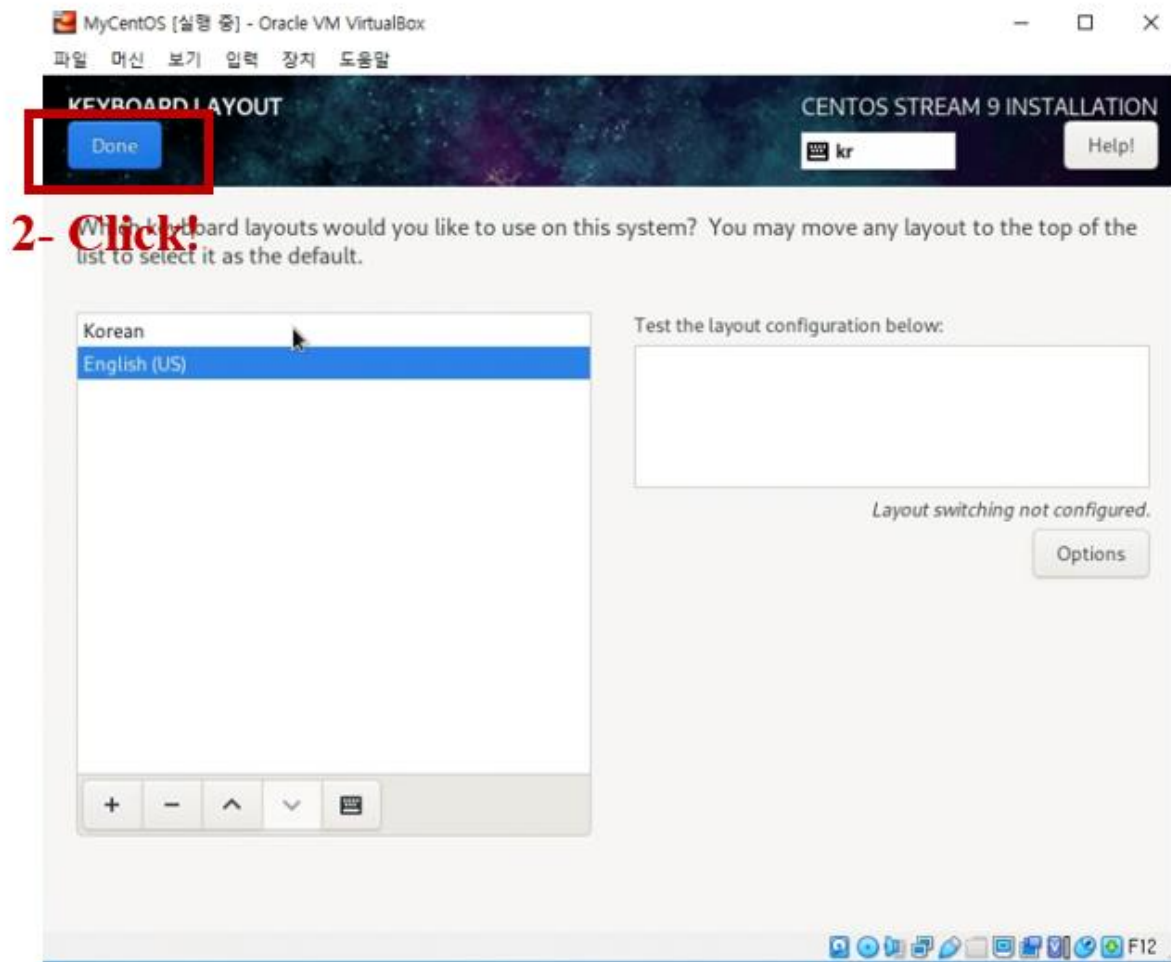 MyCentOS [실행 중] - Oracle VM VirtualBox
파일 머신 보기 입력 장치 도움말
KEYBOARD LAYOUT
CENTOS STREAM 9 INSTALLATION
Done
kr
Help!
2- Click!
Which keyboard layouts would you like to use on this system? You may move any layout to the top of the
list to select it as the default.
Korean
English (US)
Test the layout configuration below:
Layout switching not configured.
Options
F12